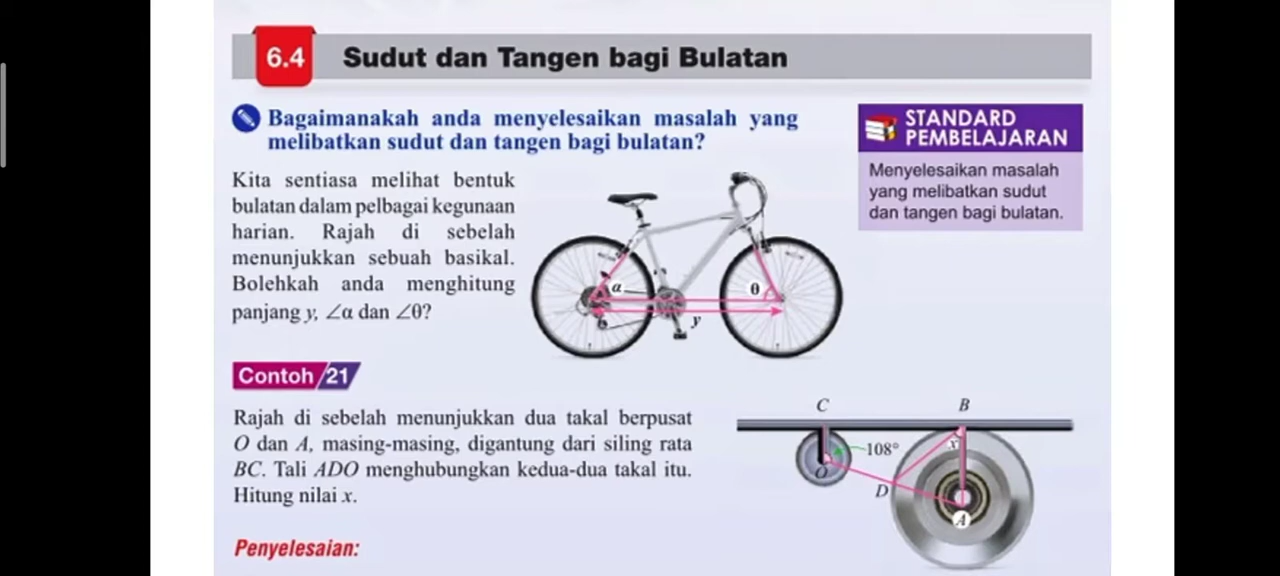 6.4 Sudut dan Tangen bagi Bulatan
Bagaimanakah anda menyelesaikan masalah yang
melibatkan sudut dan tangen bagi bulatan?
Kita sentiasa melihat bentuk
bulatan dalam pelbagai kegunaan
harian. Rajah di sebelah
menunjukkan sebuah basikal.
Bolehkah anda menghitung
panjang y, ∠α dan ∠θ?
α
θ
y
STANDARD
PEMBELAJARAN
Menyelesaikan masalah
yang melibatkan sudut
dan tangen bagi bulatan.
Contoh 21
Rajah di sebelah menunjukkan dua takal berpusat
O dan A, masing-masing, digantung dari siling rata
BC. Tali ADO menghubungkan kedua-dua takal itu.
Hitung nilai x.
C
B
108°
x
O
D
A
Penyelesaian: